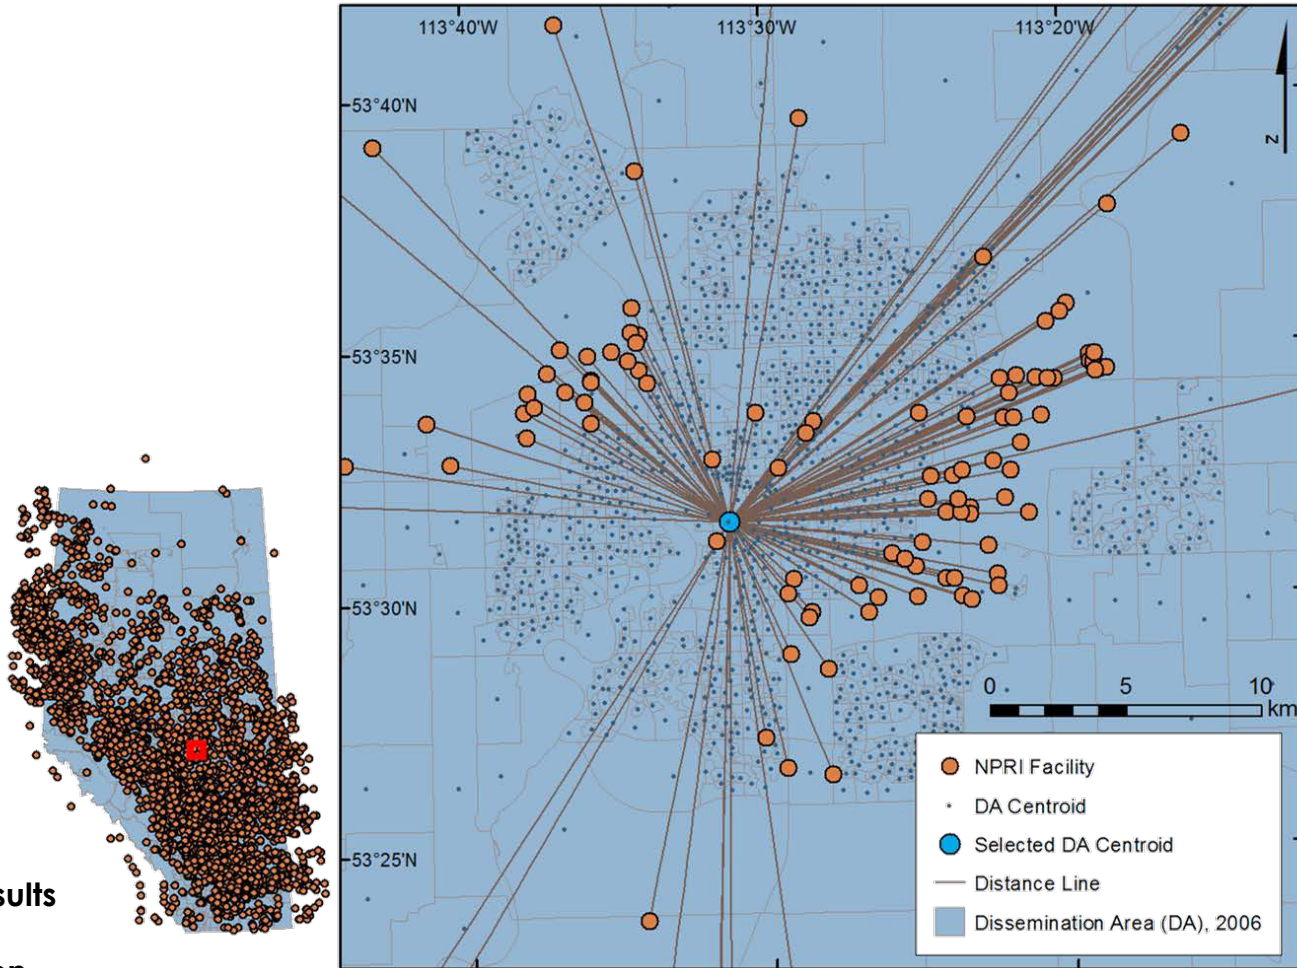 113°40'W 113°30'W 113°20'W
53°40'N
z
53°35'N
53°30'N
0 5 10
km
NPRI Facility
DA Centroid
Selected DA Centroid
Distance Line
Dissemination Area (DA), 2006
53°25'N
sults